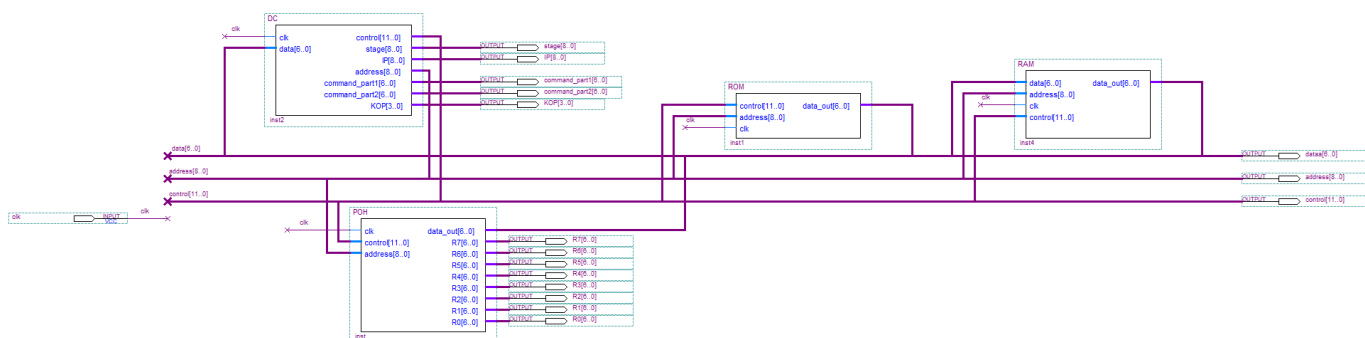 DC
clk
clk
data[6..0]
control[11..0]
stage[8..0]
IP[8..0]
address[8..0]
command_part1[6..0]
command_part2[6..0]
KOP[3..0]
inst2
OUTPUT stage[8..0]
OUTPUT IP[8..0]
OUTPUT command_part1[6..0]
OUTPUT command_part2[6..0]
OUTPUT KOP[3..0]
ROM
control[11..0]
address[8..0]
clk
clk
data_out[6..0]
inst1
RAM
data[6..0]
address[8..0]
clk
clk
control[11..0]
data_out[6..0]
inst4
data[6..0]
address[8..0]
control[11..0]
OUTPUT dataa[6..0]
OUTPUT address[8..0]
OUTPUT control[11..0]
clk INPUT
VCC
clk
POH
clk
clk
control[11..0]
address[8..0]
data_out[6..0]
R7[6..0]
R6[6..0]
R5[6..0]
R4[6..0]
R3[6..0]
R2[6..0]
R1[6..0]
R0[6..0]
inst
OUTPUT R7[6..0]
OUTPUT R6[6..0]
OUTPUT R5[6..0]
OUTPUT R4[6..0]
OUTPUT R3[6..0]
OUTPUT R2[6..0]
OUTPUT R1[6..0]
OUTPUT R0[6..0]